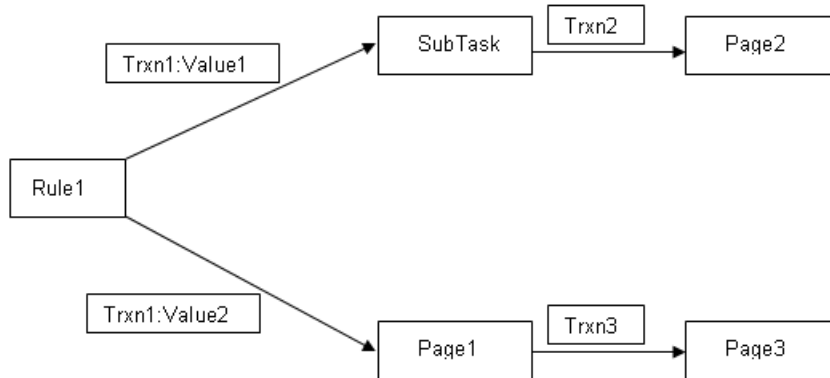 SubTask
Trxn2
Page2
Trxn1:Value1
Rule1
Trxn1:Value2
Page1
Trxn3
Page3